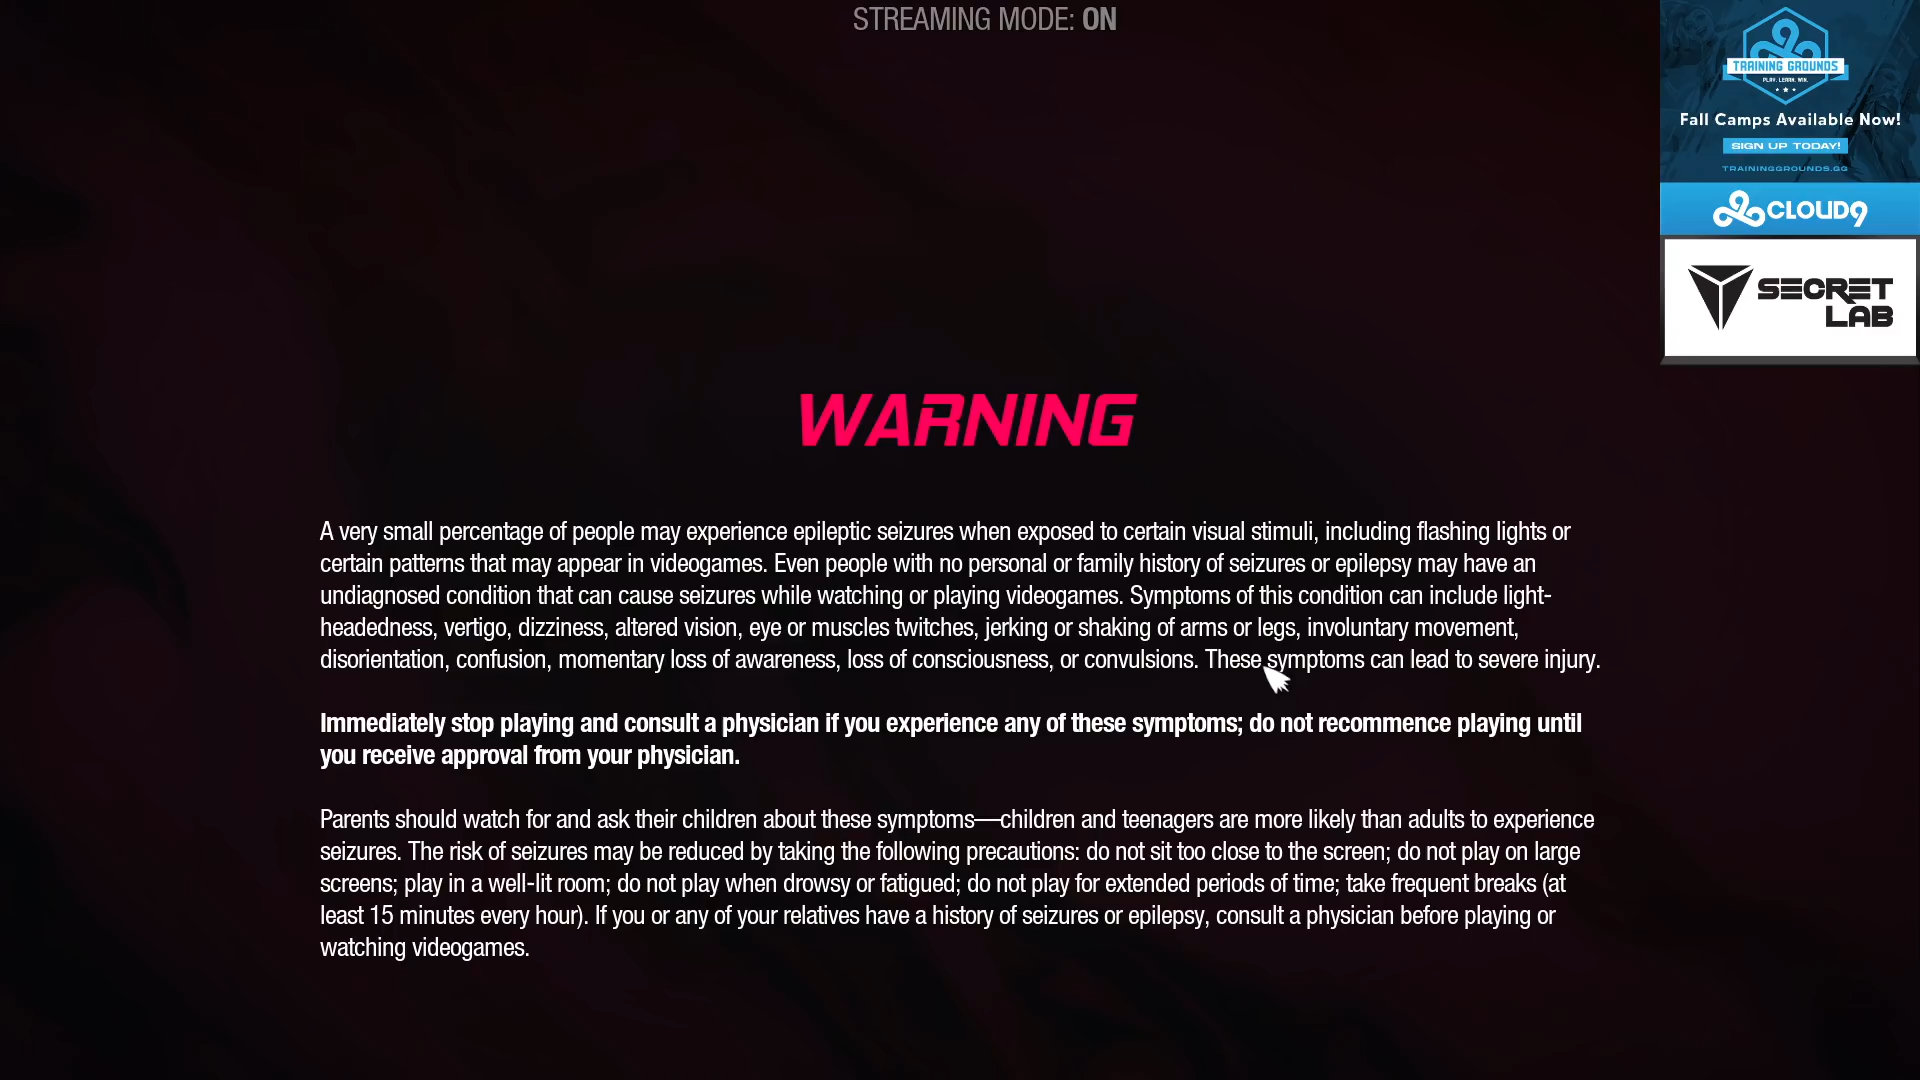 STREAMING MODE: ON
TRAINING GROUNDS
PLAY. LEARN. WIN.
Fall Camps Available Now!
SIGN UP TODAY!
TRAININGGROUNDS.GG
CLOUD9
SECRET
LAB
WARNING
A very small percentage of people may experience epileptic seizures when exposed to certain visual stimuli, including flashing lights or
certain patterns that may appear in videogames. Even people with no personal or family history of seizures or epilepsy may have an
undiagnosed condition that can cause seizures while watching or playing videogames. Symptoms of this condition can include light-
headedness, vertigo, dizziness, altered vision, eye or muscles twitches, jerking or shaking of arms or legs, involuntary movement,
disorientation, confusion, momentary loss of awareness, loss of consciousness, or convulsions. These symptoms can lead to severe injury.
Immediately stop playing and consult a physician if you experience any of these symptoms; do not recommence playing until
you receive approval from your physician.
Parents should watch for and ask their children about these symptoms—children and teenagers are more likely than adults to experience
seizures. The risk of seizures may be reduced by taking the following precautions: do not sit too close to the screen; do not play on large
screens; play in a well-lit room; do not play when drowsy or fatigued; do not play for extended periods of time; take frequent breaks (at
least 15 minutes every hour). If you or any of your relatives have a history of seizures or epilepsy, consult a physician before playing or
watching videogames.